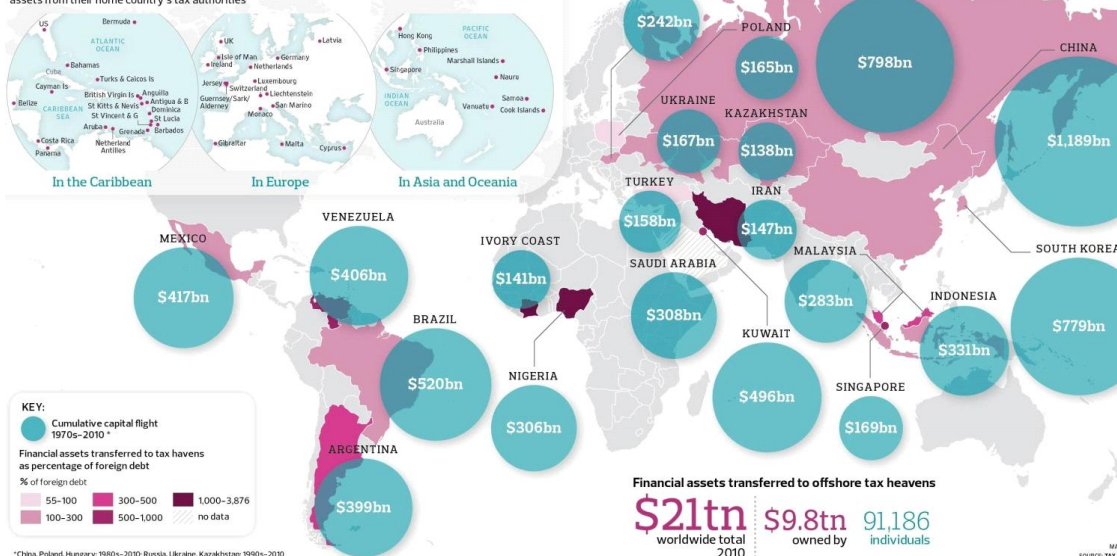 assets from their home country's tax authorities
US
Bermuda
ATLANTIC
OCEAN
Bahamas
Cuba
Turks & Caicos Is
Cayman Is
British Virgin Is
Anguilla
Belize
CARIBBEAN
SEA
St Kitts & Nevis
Antigua & B
Dominica
St Vincent & G
St Lucia
Aruba
Grenada
Barbados
Costa Rica
Panama
Netherland
Antilles
In the Caribbean
UK
Latvia
Isle of Man
Germany
Ireland
Netherlands
Jersey
Luxembourg
Switzerland
Guernsey/Sark/
Alderney
Liechtenstein
San Marino
Monaco
Gibraltar
Malta
Cyprus
In Europe
PACIFIC
OCEAN
Hong Kong
Philippines
Marshall Islands
Singapore
Nauru
INDIAN
OCEAN
Samoa
Vanuatu
Cook Islands
Australia
In Asia and Oceania
$242bn
POLAND
$165bn
$798bn
CHINA
$1,189bn
UKRAINE
$167bn
KAZAKHSTAN
$138bn
TURKEY
$158bn
IRAN
$147bn
MEXICO
$417bn
VENEZUELA
$406bn
IVORY COAST
$141bn
SAUDI ARABIA
$308bn
MALAYSIA
$283bn
SOUTH KOREA
$779bn
INDONESIA
$331bn
BRAZIL
$520bn
NIGERIA
$306bn
KUWAIT
$496bn
SINGAPORE
$169bn
ARGENTINA
$399bn
KEY:
Cumulative capital flight
1970s–2010 *
Financial assets transferred to tax havens
as percentage of foreign debt
% of foreign debt
55-100
300-500
1,000-3,876
100-300
500-1,000
no data
Financial assets transferred to offshore tax heavens
$21tn
worldwide total
2010
$9.8tn
owned by
91,186
individuals
*China, Poland, Hungary: 1980s–2010; Russia, Ukraine, Kazakhstan: 1990s–2010